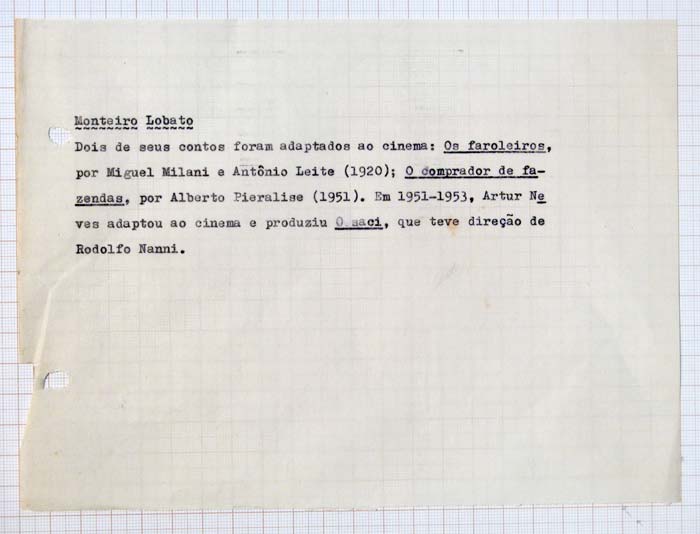 Monteiro Lobato
Dois de seus contos foram adaptados ao cinema: Os faroleiros,
por Miguel Milani e Antônio Leite (1920); O comprador de fa-
zendas, por Alberto Pieralise (1951). Em 1951-1953, Artur Ne
ves adaptou ao cinema e produziu O saci, que teve direção de
Rodolfo Nanni.